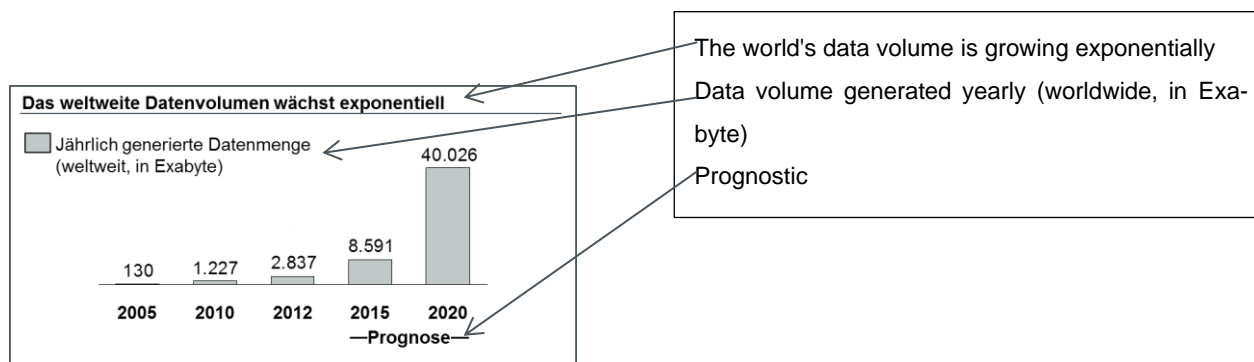 Das weltweite Datenvolumen wächst exponentiell
Jährlich generierte Datenmenge
(weltweit, in Exabyte)
130
1.227
2.837
8.591
40.026
2005
2010
2012
2015
2020
Prognose
The world's data volume is growing exponentially
Data volume generated yearly (worldwide, in Exa-
byte)
Prognostic